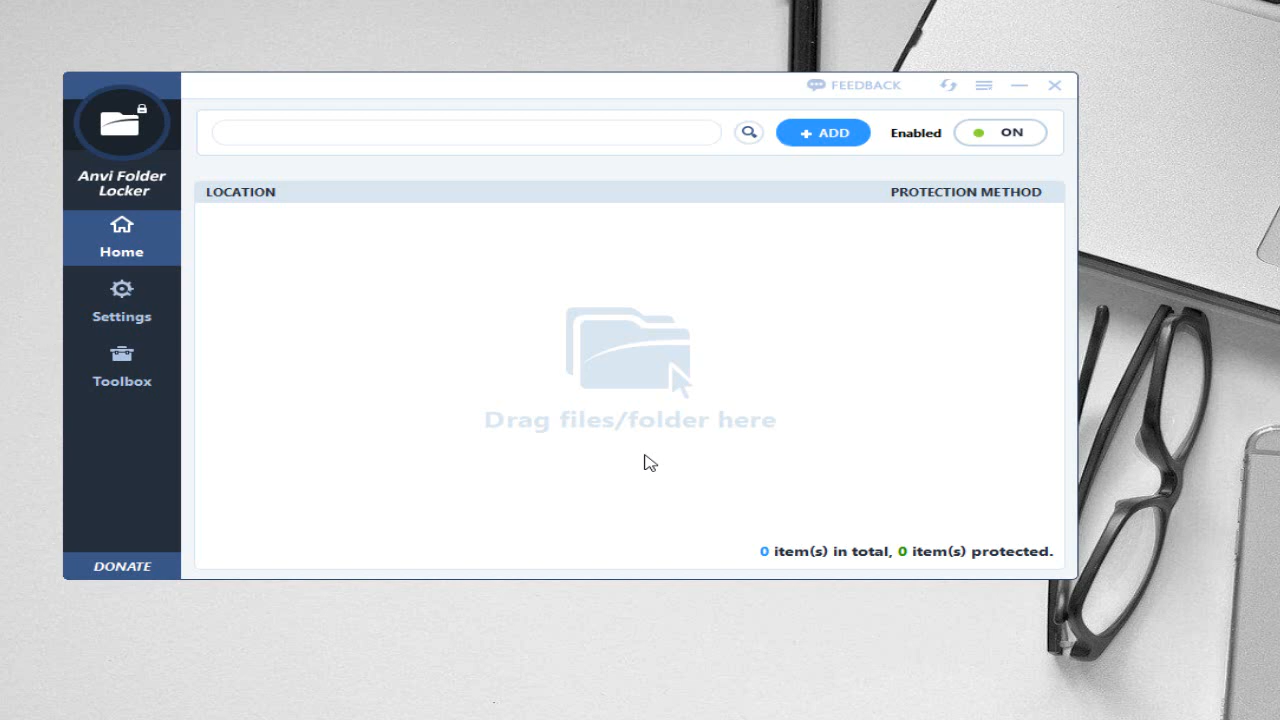 FEEDBACK
+ ADD
Enabled
ON
Anvi Folder
Locker
LOCATION
PROTECTION METHOD
Home
Settings
Toolbox
Drag files/folder here
0 item(s) in total, 0 item(s) protected.
DONATE